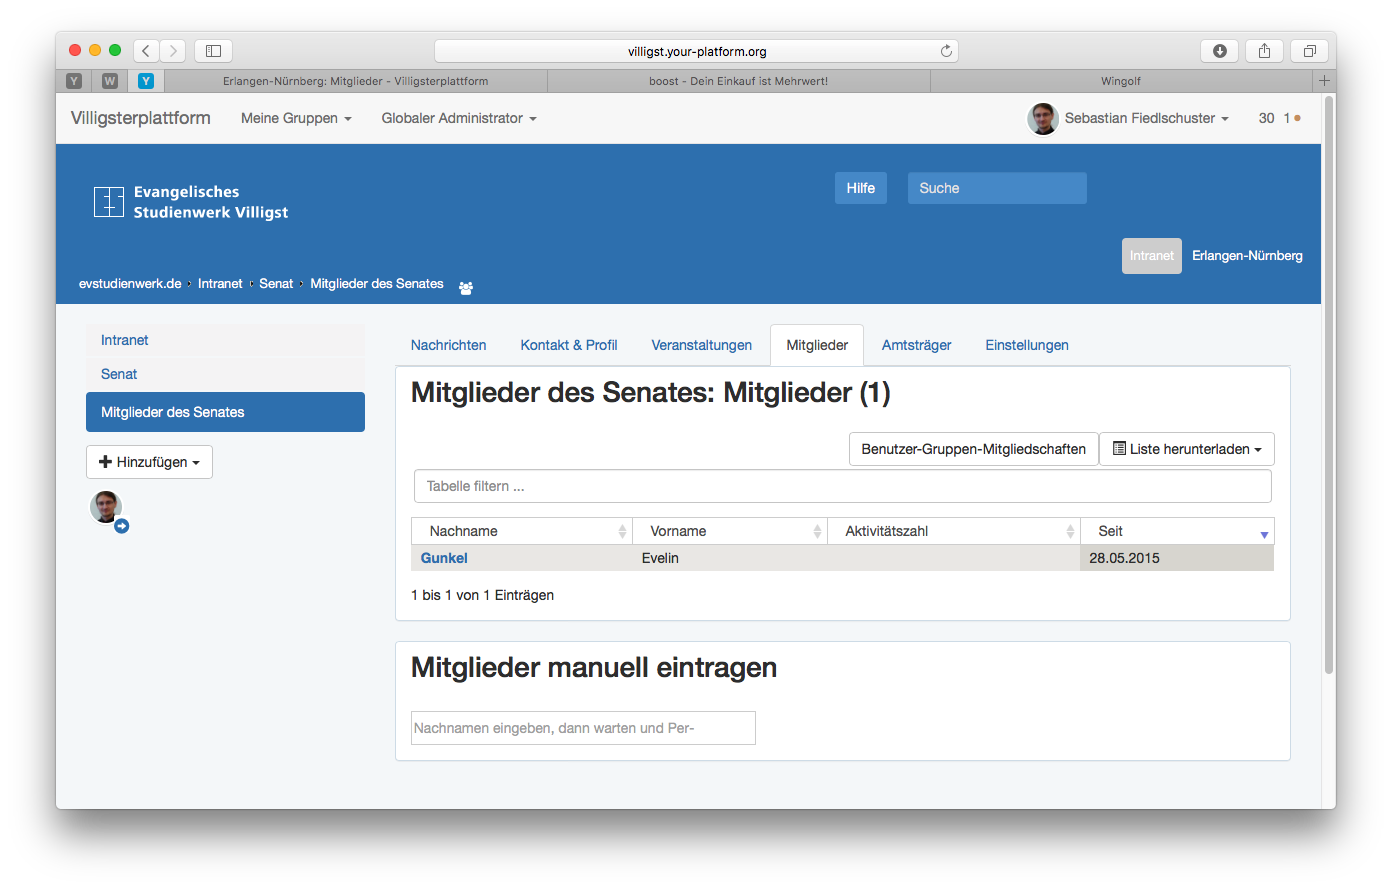 villigst.your-platform.org
Y W Y Erlangen-Nürnberg: Mitglieder - Villigsterplattform boost - Dein Einkauf ist Mehrwert! Wingolf
Villigsterplattform Meine Gruppen Globaler Administrator Sebastian Fiedlschuster 30 1
Evangelisches
Studienwerk Villigst
Hilfe Suche
Intranet Erlangen-Nürnberg
evstudienwerk.de › Intranet › Senat › Mitglieder des Senates
Intranet
Senat
Mitglieder des Senates
Hinzufügen
Nachrichten Kontakt & Profil Veranstaltungen Mitglieder Amtsträger Einstellungen
Mitglieder des Senates: Mitglieder (1)
Benutzer-Gruppen-Mitgliedschaften Liste herunterladen
Tabelle filtern ...
Nachname Vorname Aktivitätszahl Seit
Gunkel Evelin 28.05.2015
1 bis 1 von 1 Einträgen
Mitglieder manuell eintragen
Nachnamen eingeben, dann warten und Per-